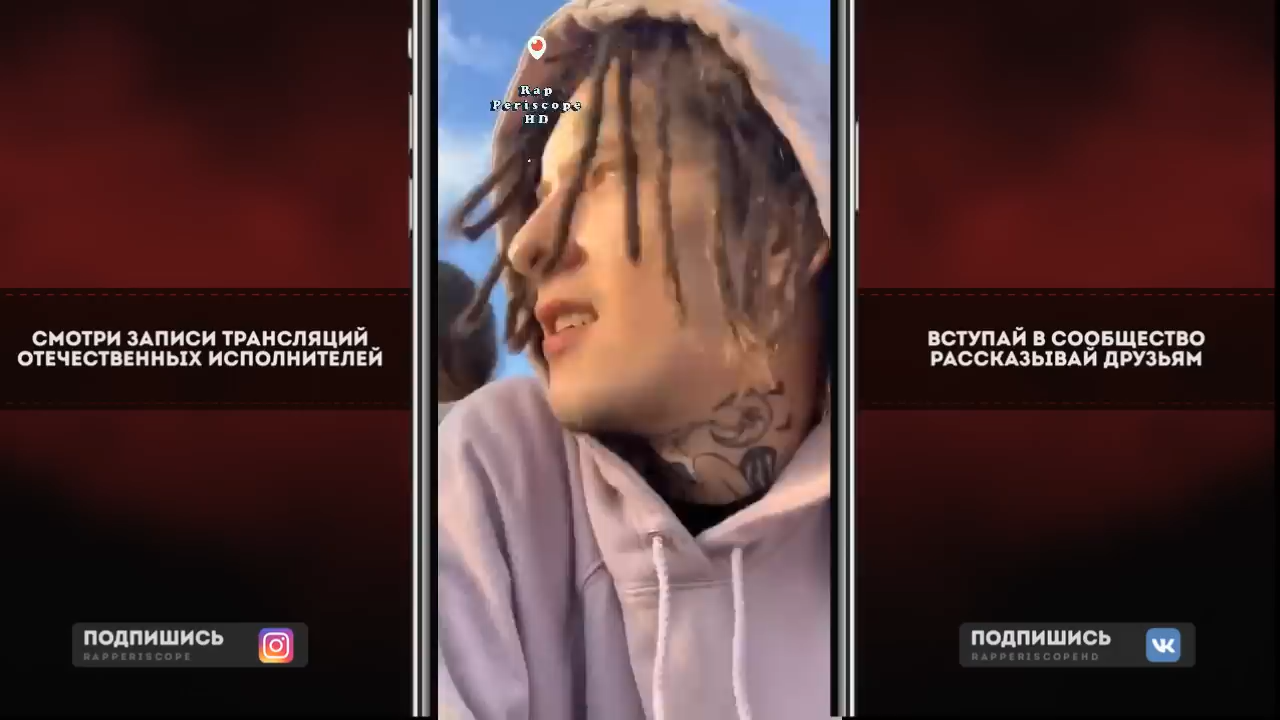 Rap
Periscope
HD
СМОТРИ ЗАПИСИ ТРАНСЛЯЦИЙ
ОТЕЧЕСТВЕННЫХ ИСПОЛНИТЕЛЕЙ
ВСТУПАЙ В СООБЩЕСТВО
РАССКАЗЫВАЙ ДРУЗЬЯМ
ПОДПИШИСЬ
RAPPERISCOPE
ПОДПИШИСЬ
RAPPERISCOPEHD